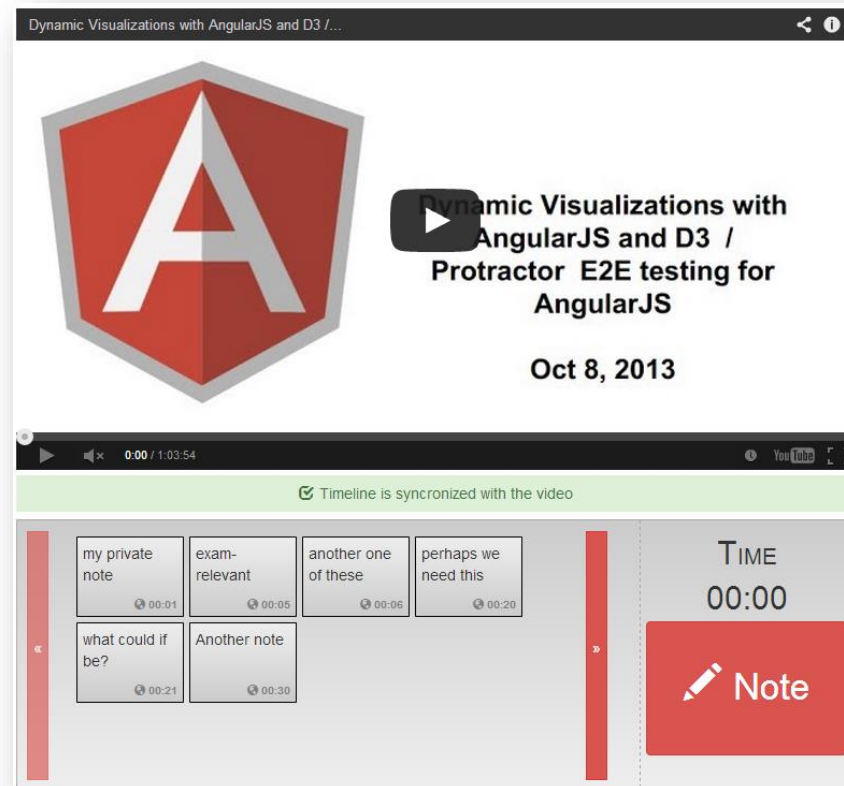 Dynamic Visualizations with AngularJS and D3 /...
A
Dynamic Visualizations with
AngularJS and D3 /
Protractor E2E testing for
AngularJS
Oct 8, 2013
0:00 / 1:03:54
YouTube
Timeline is syncronized with the video
«
my private
note
00:01
exam-
relevant
00:05
another one
of these
00:06
perhaps we
need this
00:20
what could if
be?
00:21
Another note
00:30
»
TIME
00:00
Note